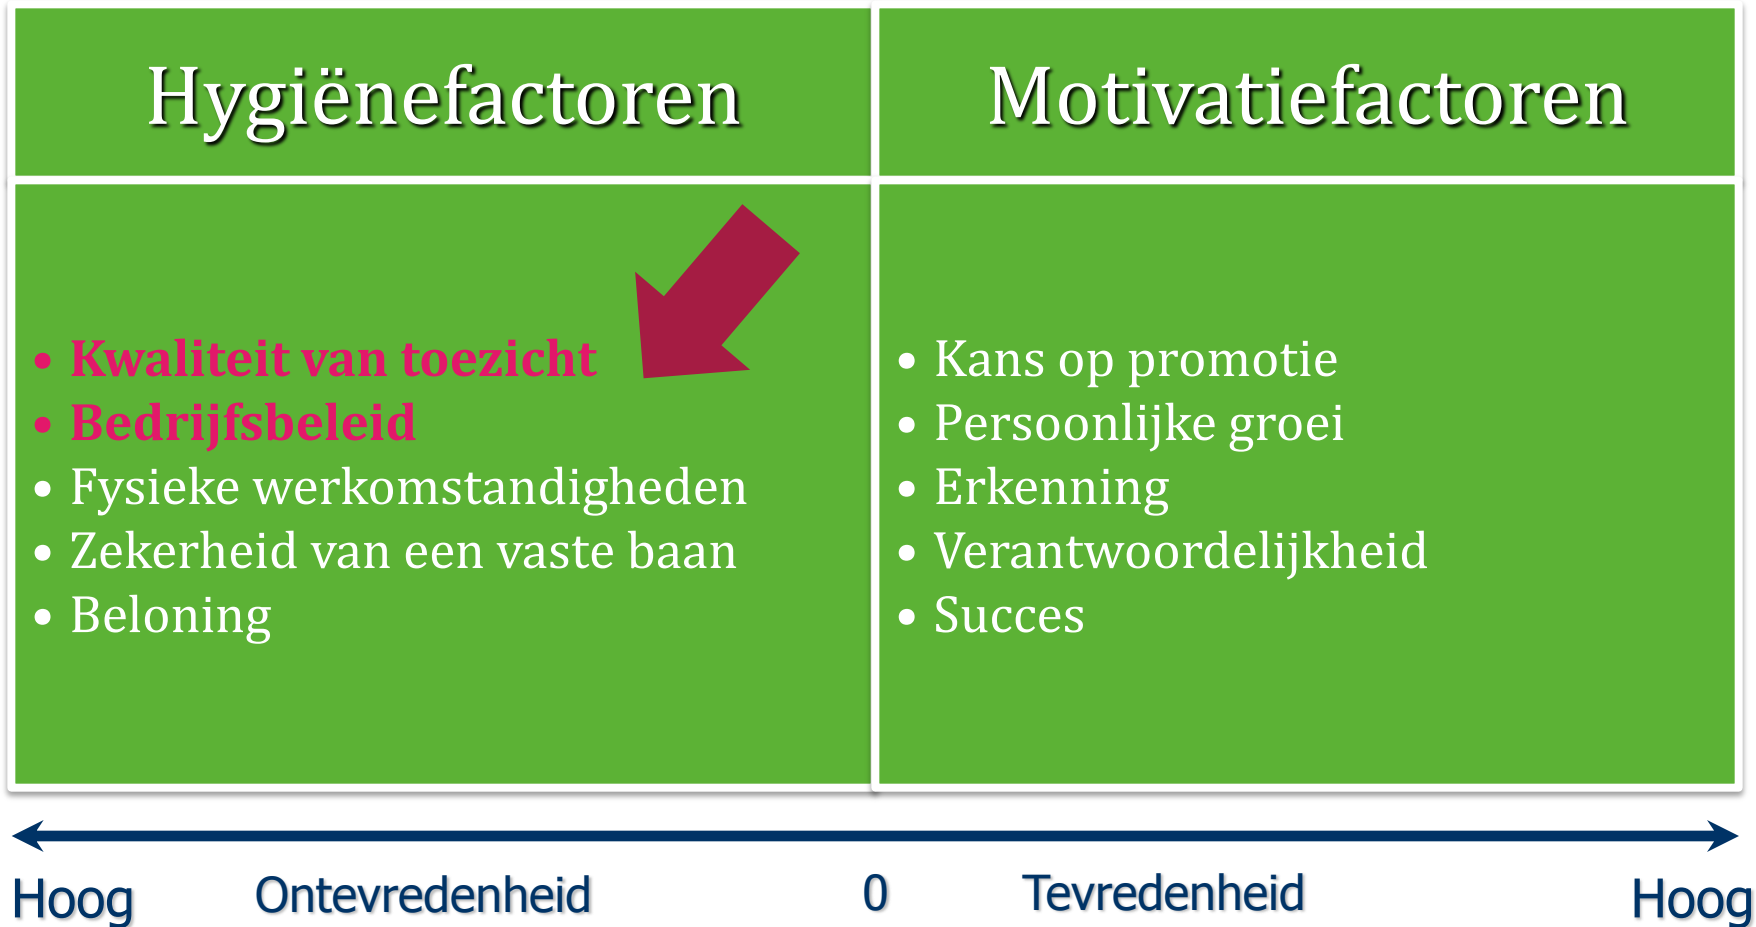 Hygiënefactoren
Motivatiefactoren
• Kwaliteit van toezicht
• Bedrijfsbeleid
• Fysieke werkomstandigheden
• Zekerheid van een vaste baan
• Beloning
• Kans op promotie
• Persoonlijke groei
• Erkenning
• Verantwoordelijkheid
• Succes
Hoog Ontevredenheid 0 Tevredenheid Hoog